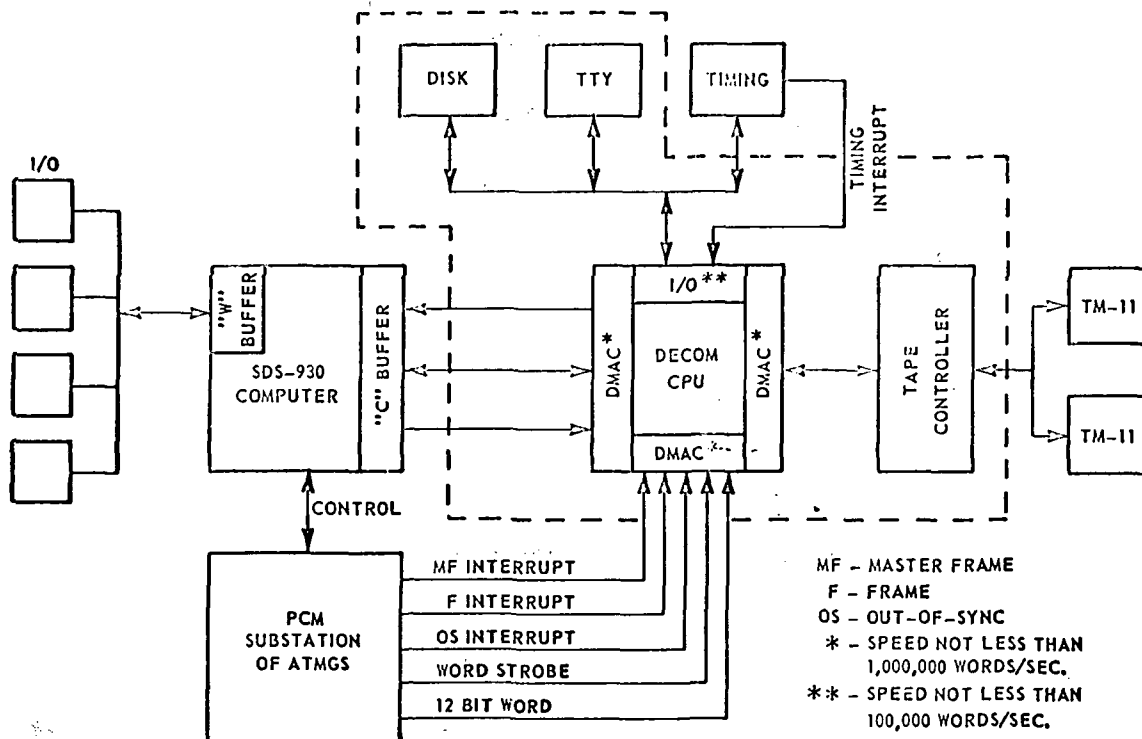 DISK
TTY
TIMING
TIMING
INTERRUPT
I/O
"W"
BUFFER
SDS-930
COMPUTER
"C" BUFFER
DMAC*
I/O**
DECOM
CPU
DMAC*
DMAC*
TAPE
CONTROLLER
TM-11
TM-11
CONTROL
PCM
SUBSTATION
OF ATMGS
MF INTERRUPT
F INTERRUPT
OS INTERRUPT
WORD STROBE
12 BIT WORD
MF - MASTER FRAME
F - FRAME
OS - OUT-OF-SYNC
* - SPEED NOT LESS THAN
1,000,000 WORDS/SEC.
** - SPEED NOT LESS THAN
100,000 WORDS/SEC.